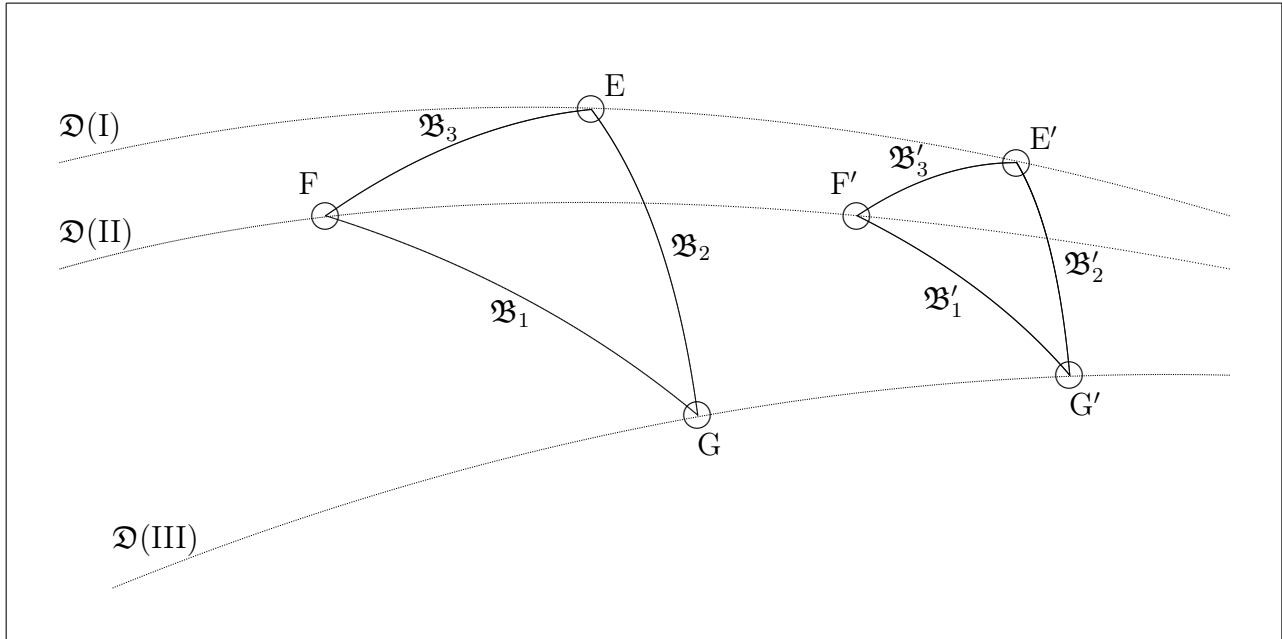 E
𝔇(I)
𝔅₃
E′
𝔅′₃
F
F′
𝔇(II)
𝔅₂
𝔅′₂
𝔅₁
𝔅′₁
G′
G
𝔇(III)